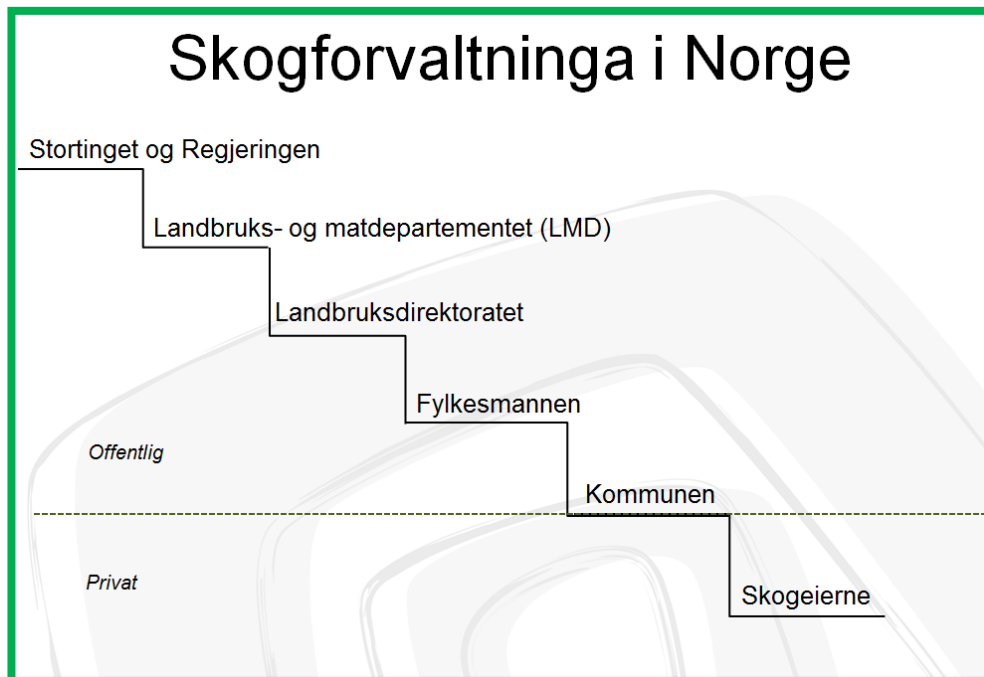 Skogforvaltninga i Norge
Stortinget og Regjeringen
Landbruks- og matdepartementet (LMD)
Landbruksdirektoratet
Fylkesmannen
Offentlig
Kommunen
Privat
Skogeierne